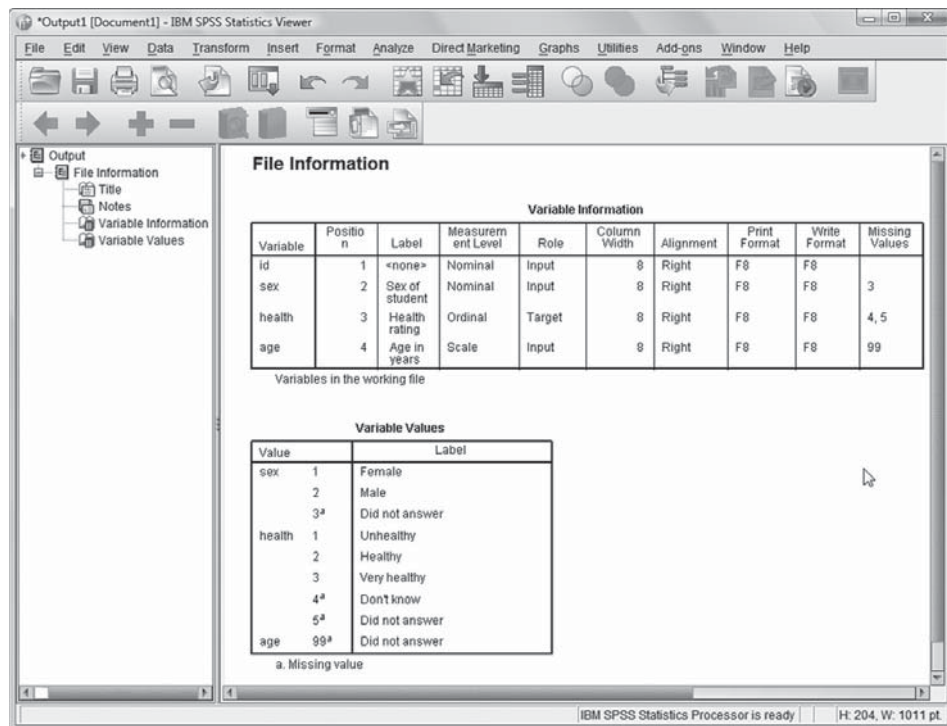 *Output1 [Document1] - IBM SPSS Statistics Viewer
File Edit View Data Transform Insert Format Analyze Direct Marketing Graphs Utilities Add-ons Window Help
Output
File Information
Title
Notes
Variable Information
Variable Values
File Information
Variable Information
Variable Positio n Label Measurem ent Level Role Column Width Alignment Print Format Write Format Missing Values
id 1 <none> Nominal Input 8 Right F8 F8
sex 2 Sex of student Nominal Input 8 Right F8 F8 3
health 3 Health rating Ordinal Target 8 Right F8 F8 4, 5
age 4 Age in years Scale Input 8 Right F8 F8 99
Variables in the working file
Variable Values
Value Label
sex 1 Female
2 Male
3a Did not answer
health 1 Unhealthy
2 Healthy
3 Very healthy
4a Don't know
5a Did not answer
age 99a Did not answer
a. Missing value
IBM SPSS Statistics Processor is ready H: 204, W: 1011 pt.